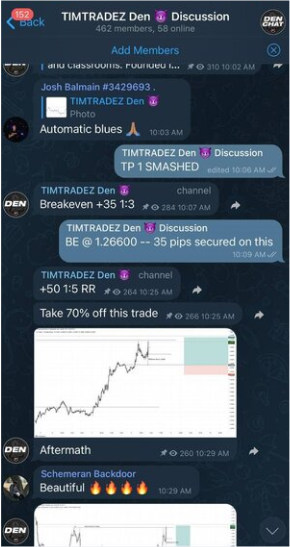 152
Back
TIMTRADEZ Den 😈 Discussion
462 members, 58 online
DEN
CHAT
Add Members
and classrooms. Founded i...
310 10:02 AM
Josh Balmain #3429693 .
TIMTRADEZ Den 😈
Photo
Automatic blues 🙏🏽 10:03 AM
TIMTRADEZ Den 😈 Discussion
TP 1 SMASHED edited 10:06 AM
TIMTRADEZ Den 😈 channel
DEN
Breakeven +35 1:3 284 10:07 AM
TIMTRADEZ Den 😈 Discussion
BE @ 1.26600 -- 35 pips secured on this
10:09 AM
TIMTRADEZ Den 😈 channel
+50 1:5 RR 264 10:25 AM
Take 70% off this trade 266 10:25 AM
DEN
Aftermath 260 10:29 AM
Schemeran Backdoor
Beautiful 🔥🔥🔥🔥 10:29 AM
DEN